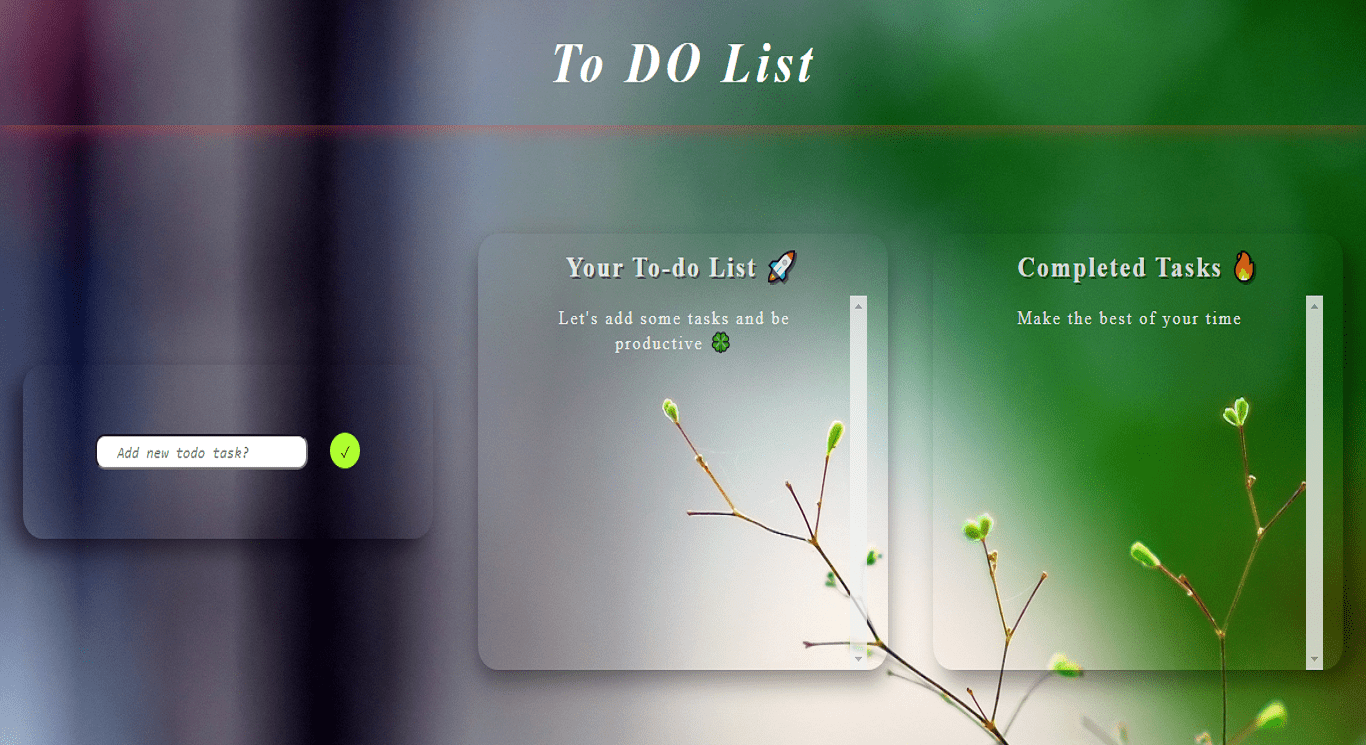 To DO List
Your To-do List 🚀
Let's add some tasks and be
productive 🍀
Completed Tasks 🔥
Make the best of your time
Add new todo task?
✓